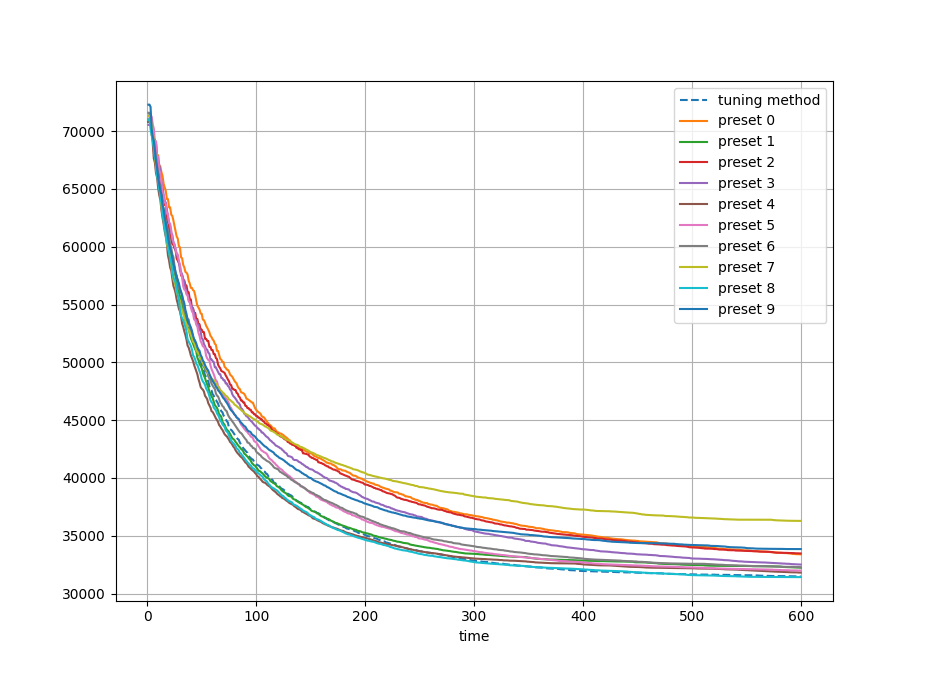 70000
65000
60000
55000
50000
45000
40000
35000
30000
0 100 200 300 400 500 600
time
tuning method
preset 0
preset 1
preset 2
preset 3
preset 4
preset 5
preset 6
preset 7
preset 8
preset 9